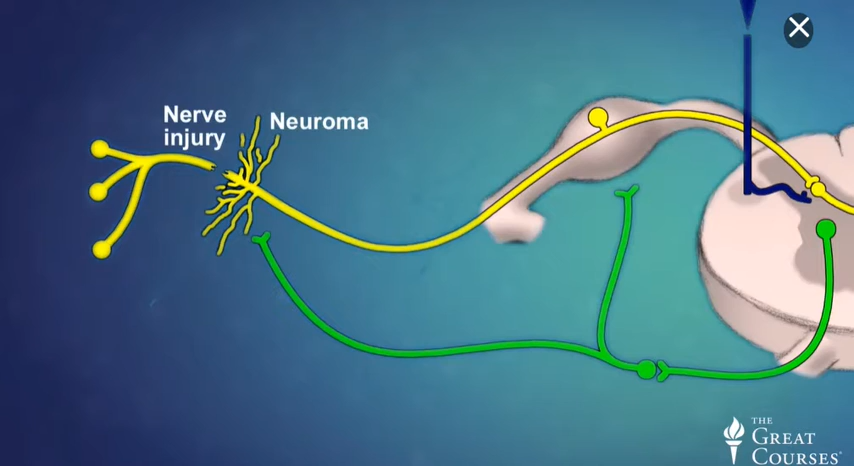 Nerve
injury
Neuroma
THE
GREAT
COURSES®